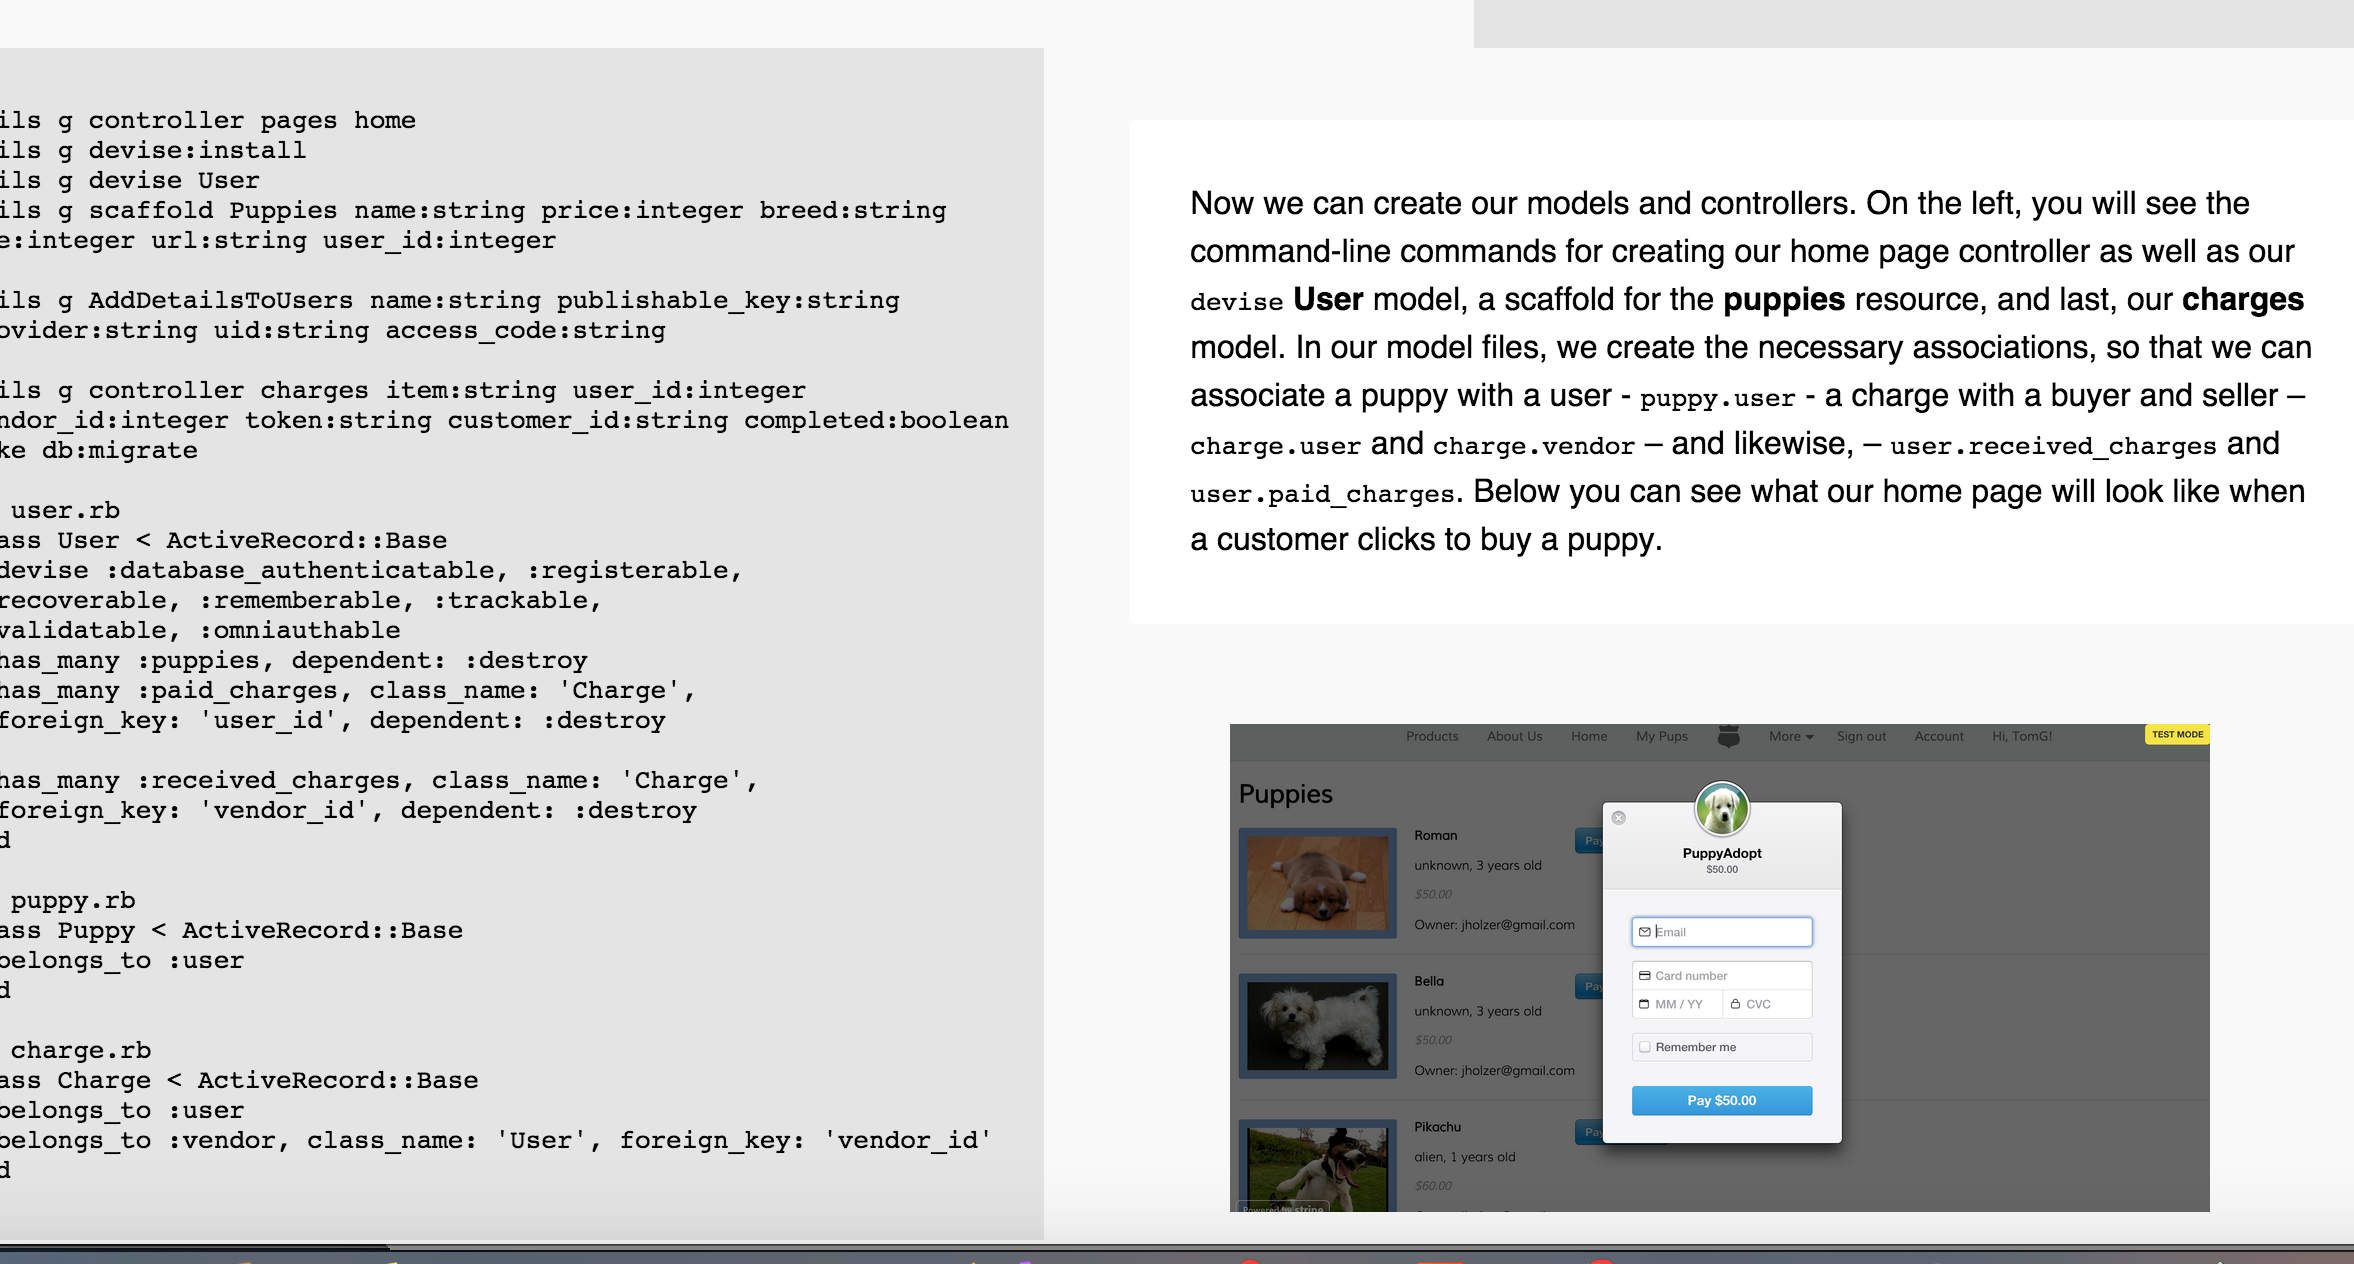 ils g controller pages home
ils g devise:install
ils g devise User
ils g scaffold Puppies name:string price:integer breed:string
e:integer url:string user_id:integer
ils g AddDetailsToUsers name:string publishable_key:string
ovider:string uid:string access_code:string
ils g controller charges item:string user_id:integer
ndor_id:integer token:string customer_id:string completed:boolean
ke db:migrate
user.rb
ass User < ActiveRecord::Base
devise :database_authenticatable, :registerable,
recoverable, :rememberable, :trackable,
validatable, :omniauthable
has_many :puppies, dependent: :destroy
has_many :paid_charges, class_name: 'Charge',
foreign_key: 'user_id', dependent: :destroy
has_many :received_charges, class_name: 'Charge',
foreign_key: 'vendor_id', dependent: :destroy
d
puppy.rb
ass Puppy < ActiveRecord::Base
belongs_to :user
d
charge.rb
ass Charge < ActiveRecord::Base
belongs_to :user
belongs_to :vendor, class_name: 'User', foreign_key: 'vendor_id'
d
Now we can create our models and controllers. On the left, you will see the
command-line commands for creating our home page controller as well as our
devise User model, a scaffold for the puppies resource, and last, our charges
model. In our model files, we create the necessary associations, so that we can
associate a puppy with a user - puppy.user - a charge with a buyer and seller –
charge.user and charge.vendor – and likewise, – user.received_charges and
user.paid_charges. Below you can see what our home page will look like when
a customer clicks to buy a puppy.
Products About Us Home My Pups More Sign out Account Hi, TomG! TEST MODE
Puppies
Roman
unknown, 3 years old
$50.00
Owner: jholzer@gmail.com
Pay
Bella
unknown, 3 years old
$50.00
Owner: jholzer@gmail.com
Pay
Pikachu
alien, 1 years old
$60.00
Pay
Powered by stripe
PuppyAdopt
$50.00
Email
Card number
MM / YY CVC
Remember me
Pay $50.00